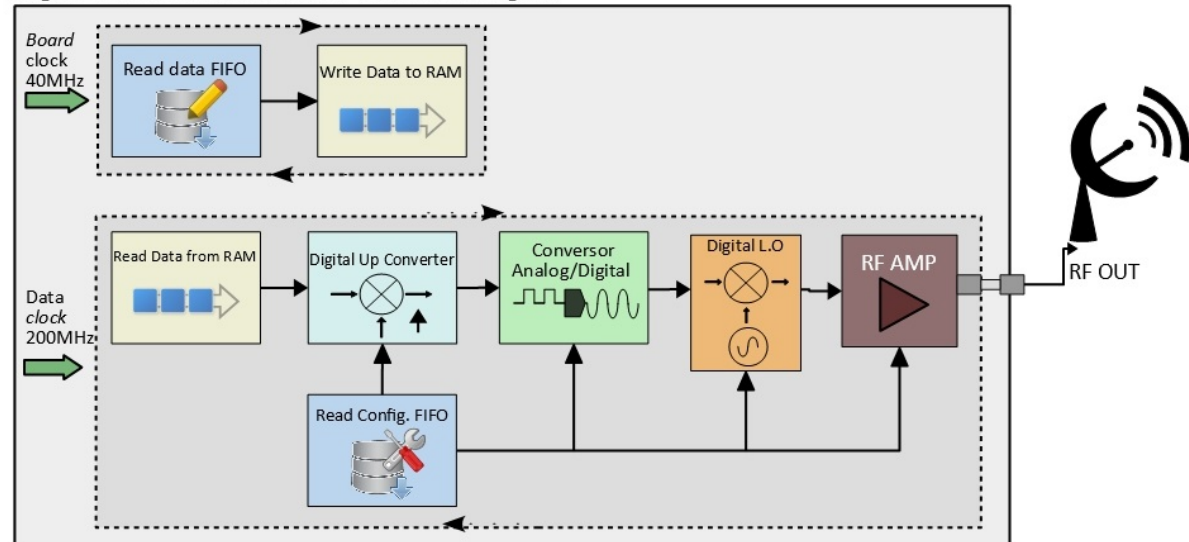 Board
clock
40MHz
Read data FIFO
Write Data to RAM
Data
clock
200MHz
Read Data from RAM
Digital Up Converter
Conversor
Analog/Digital
Digital L.O
RF AMP
RF OUT
Read Config. FIFO